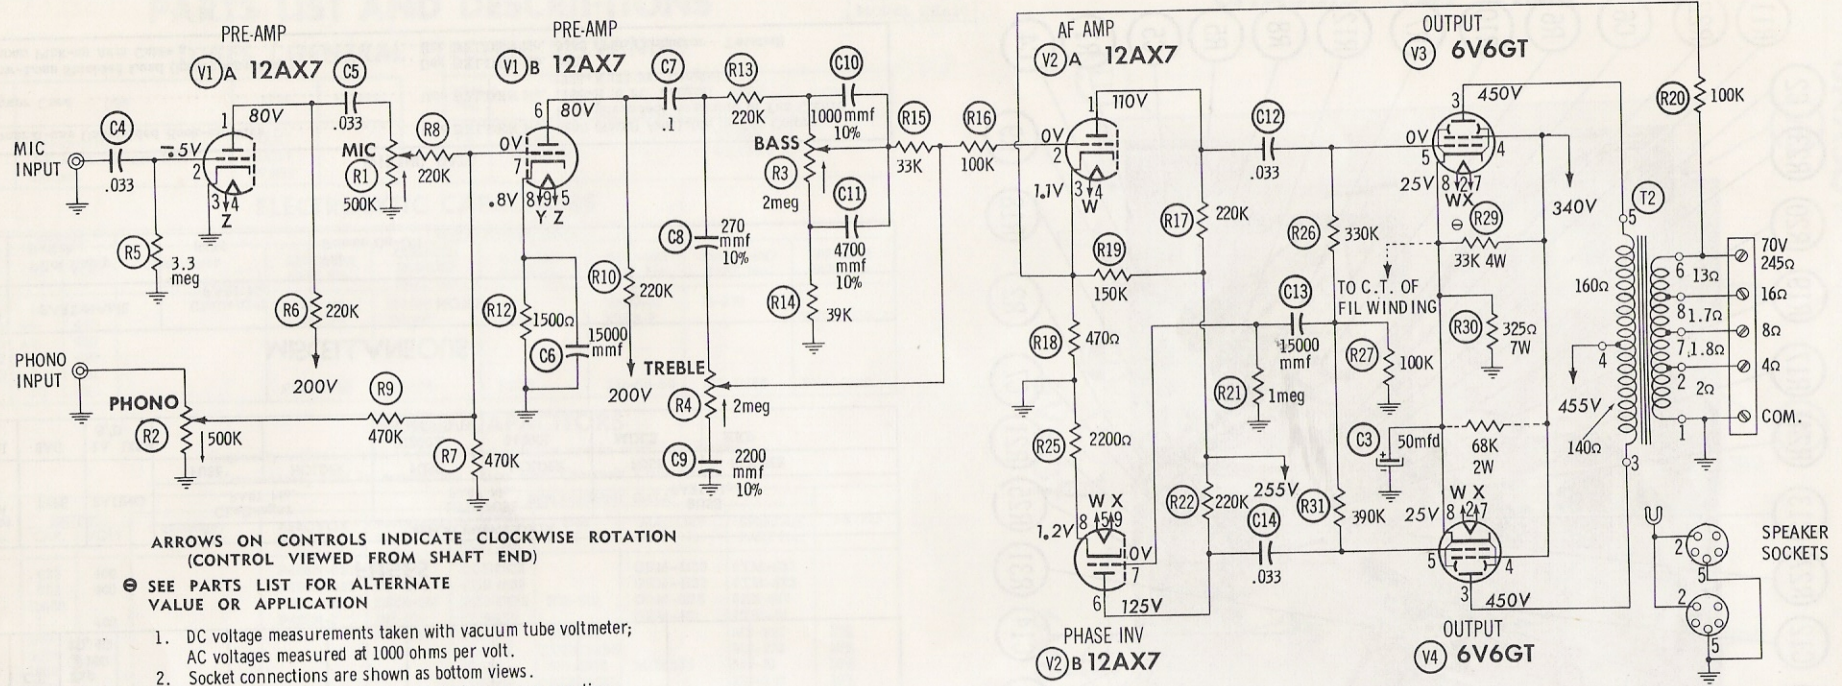 PRE-AMP
V1 A 12AX7
C5
.033
C4
.033
MIC INPUT
-.5V
1
80V
2
3 4
Z
R5
3.3 meg
R6
220K
200V
MIC
R1
500K
R8
220K
PHONO INPUT
PHONO
R2
500K
R9
470K
R7
470K
PRE-AMP
V1 B 12AX7
6
80V
0V
7
.8V
8 9 5
Y Z
R12
1500Ω
C6
15000 mmf
R10
220K
200V
C7
.1
R13
220K
C10
1000 mmf 10%
BASS
R3
2meg
C11
4700 mmf 10%
R14
39K
R15
33K
R16
100K
C8
270 mmf 10%
TREBLE
R4
2meg
C9
2200 mmf 10%
AF AMP
V2 A 12AX7
1
110V
0V
2
1.1V
3 4
W
R19
150K
R18
470Ω
R25
2200Ω
R17
220K
C12
.033
R26
330K
C13
15000 mmf
R21
1meg
R27
100K
R22
220K
255V
C14
.033
R31
390K
W X
8 5 9
1.2V
0V
7
6
125V
PHASE INV
V2 B 12AX7
OUTPUT
V3 6V6GT
3
450V
0V
5
4
25V
8 2 7
WX
340V
⊖ R29
33K 4W
TO C.T. OF
FIL WINDING
R30
325Ω
7W
C3
50mfd
+
68K
2W
W X
25V
8 2 7
5
4
3
450V
OUTPUT
V4 6V6GT
R20
100K
T2
5
160Ω
4
455V
140Ω
3
6
13Ω
8
1.7Ω
7
1.8Ω
2
2Ω
1
70V
245Ω
16Ω
8Ω
4Ω
COM.
SPEAKER
SOCKETS
2
5
2
5
ARROWS ON CONTROLS INDICATE CLOCKWISE ROTATION
(CONTROL VIEWED FROM SHAFT END)
⊖ SEE PARTS LIST FOR ALTERNATE
VALUE OR APPLICATION
1. DC voltage measurements taken with vacuum tube voltmeter;
AC voltages measured at 1000 ohms per volt.
2. Socket connections are shown as bottom views.